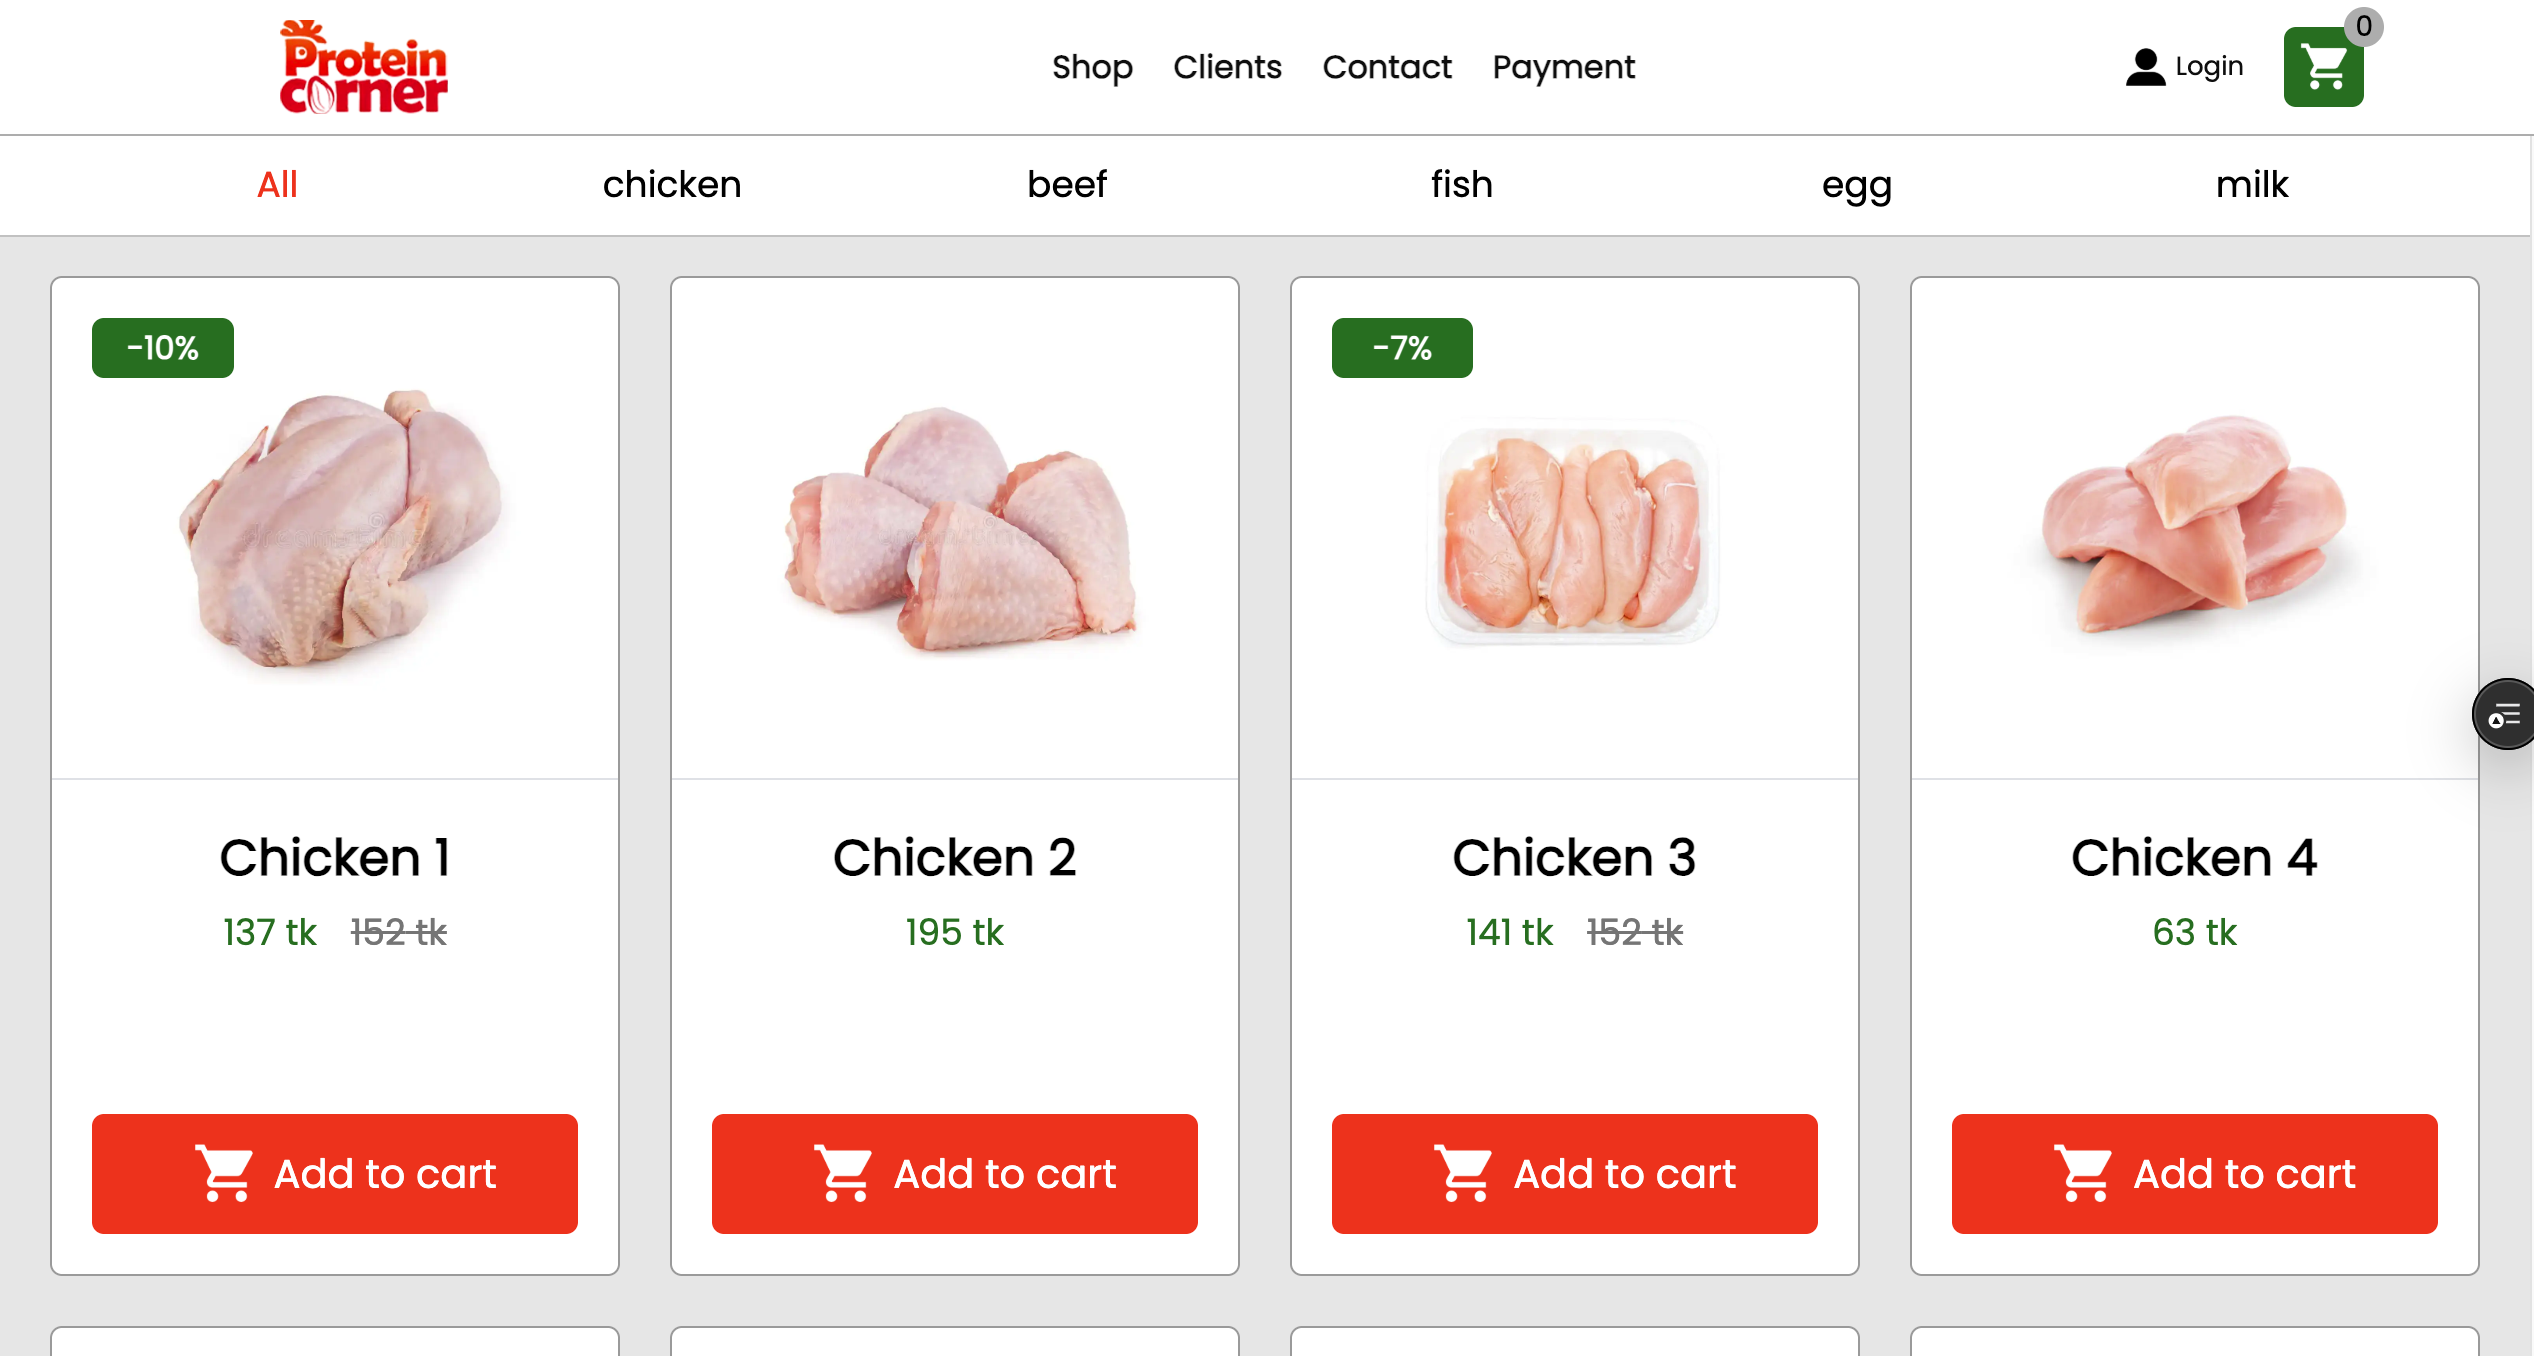 Protein
corner
Shop Clients Contact Payment
Login
0
All chicken beef fish egg milk
-10%
-7%
Chicken 1
137 tk 152 tk
Add to cart
Chicken 2
195 tk
Add to cart
Chicken 3
141 tk 152 tk
Add to cart
Chicken 4
63 tk
Add to cart